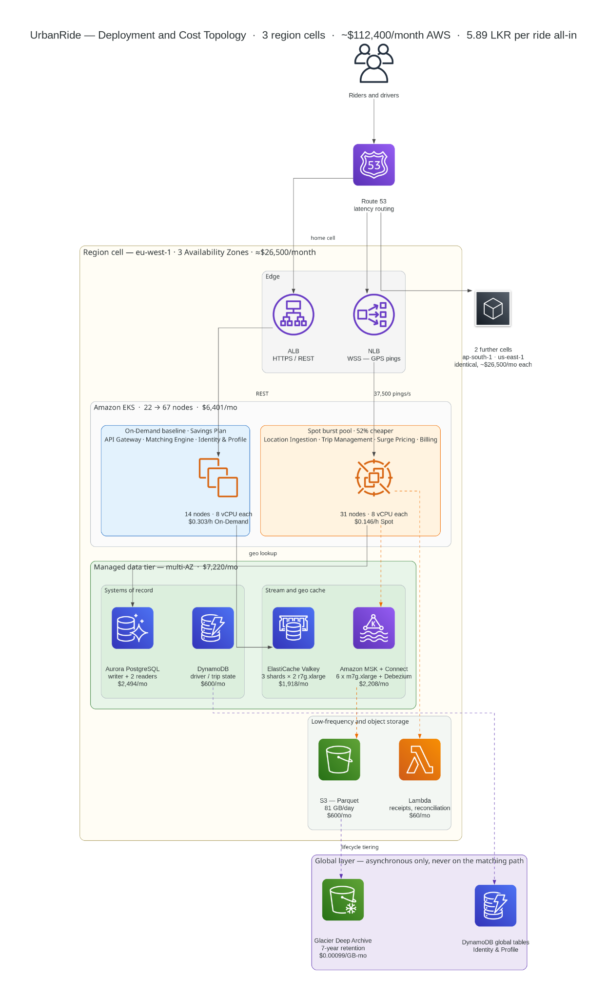 UrbanRide — Deployment and Cost Topology · 3 region cells · ~$112,400/month AWS · 5.89 LKR per ride all-in
Riders and drivers
53
Route 53
latency routing
home cell
Region cell — eu-west-1 · 3 Availability Zones · ≈$26,500/month
Edge
ALB
HTTPS / REST
NLB
WSS — GPS pings
2 further cells
ap-south-1 · us-east-1
identical, ~$26,500/mo each
REST
37,500 pings/s
Amazon EKS · 22 → 67 nodes · $6,401/mo
On-Demand baseline · Savings Plan
API Gateway · Matching Engine · Identity & Profile
Spot burst pool · 52% cheaper
Location Ingestion · Trip Management · Surge Pricing · Billing
14 nodes · 8 vCPU each
$0.303/h On-Demand
31 nodes · 8 vCPU each
$0.146/h Spot
geo lookup
Managed data tier — multi-AZ · $7,220/mo
Systems of record
Stream and geo cache
K
Aurora PostgreSQL
writer + 2 readers
$2,494/mo
DynamoDB
driver / trip state
$600/mo
ElastiCache Valkey
3 shards × 2 r7g.xlarge
$1,918/mo
Amazon MSK + Connect
6 x m7g.xlarge + Debezium
$2,208/mo
Low-frequency and object storage
S3 — Parquet
81 GB/day
$600/mo
Lambda
receipts, reconciliation
$60/mo
lifecycle tiering
Global layer — asynchronous only, never on the matching path
Glacier Deep Archive
7-year retention
$0.00099/GB-mo
DynamoDB global tables
Identity & Profile